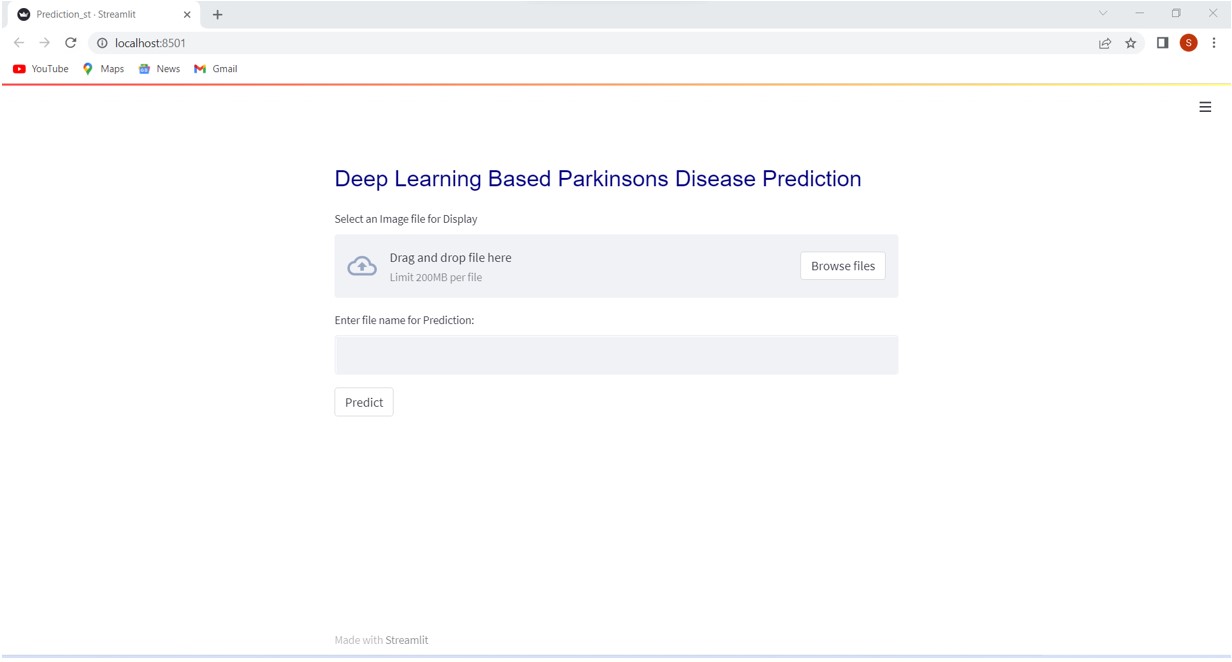 Prediction_st · Streamlit
localhost:8501
S
YouTube Maps News Gmail
Deep Learning Based Parkinsons Disease Prediction
Select an Image file for Display
Drag and drop file here
Limit 200MB per file
Browse files
Enter file name for Prediction:
Predict
Made with Streamlit